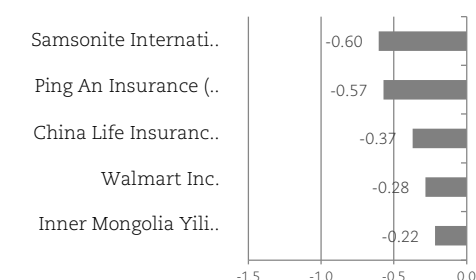 Samsonite Internati.. -0.60
Ping An Insurance (.. -0.57
China Life Insuranc.. -0.37
Walmart Inc. -0.28
Inner Mongolia Yili.. -0.22
-1.5 -1.0 -0.5 0.0